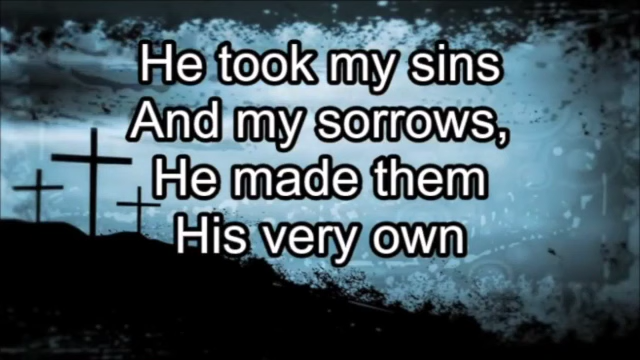 He took my sins
And my sorrows,
He made them
His very own